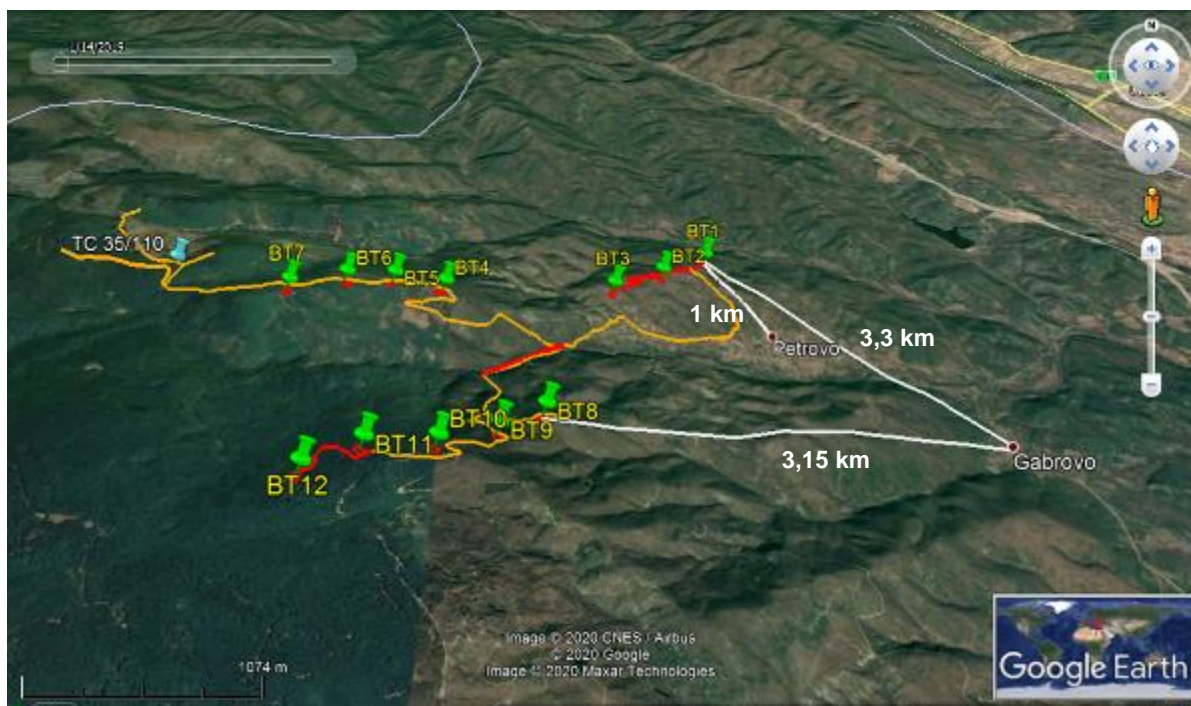 N
TC 35/110
BT7
BT6
BT5
BT4
BT3
BT2
BT1
1 km
Petrovo
3,3 km
BT8
BT9
BT10
BT11
BT12
3,15 km
Gabrovo
Image © 2020 CNES / Airbus
© 2020 Google
Image © 2020 Maxar Technologies
1074 m
Google Earth